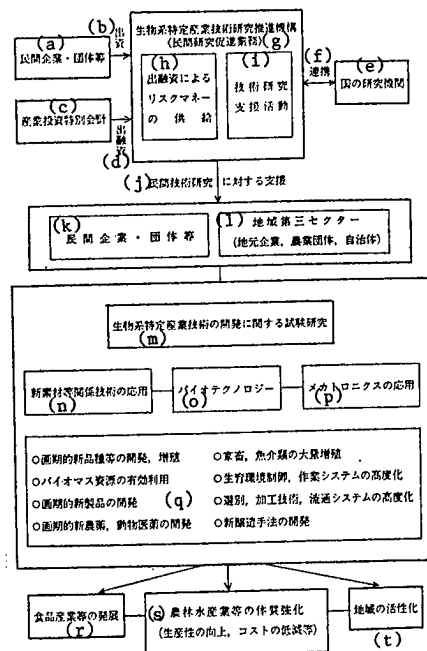 (b)
出資
生物系特定産業技術研究推進機構
(民間研究促進業務)(g)
(a)
民間企業・団体等
(h)
出融資による
リスクマネー
の供給
(i)
技術研究
支援活動
(f)
連携
(e)
国の研究機関
(c)
産業投資特別会計
出融資
(d)
(j)民間技術研究に対する支援
(k)
民間企業・団体等
(l)地域第三セクター
(地元企業,農業団体,自治体)
生物系特定産業技術の開発に関する試験研究
(m)
新素材等関係技術の応用
(n)
バイオテクノロジー
(o)
メカトロニクスの応用
(p)
○画期的新品種等の開発,増殖
○バイオマス資源の有効利用
○画期的新製品の開発
(q)
○画期的新農薬,動物医薬の開発
○家畜,魚介類の大量増殖
○生育環境制御,作業システムの高度化
○選別,加工技術,流通システムの高度化
○新醸造手法の開発
食品産業等の発展
(r)
(s)農林水産業等の体質強化
(生産性の向上,コストの低減等)
地域の活性化
(t)